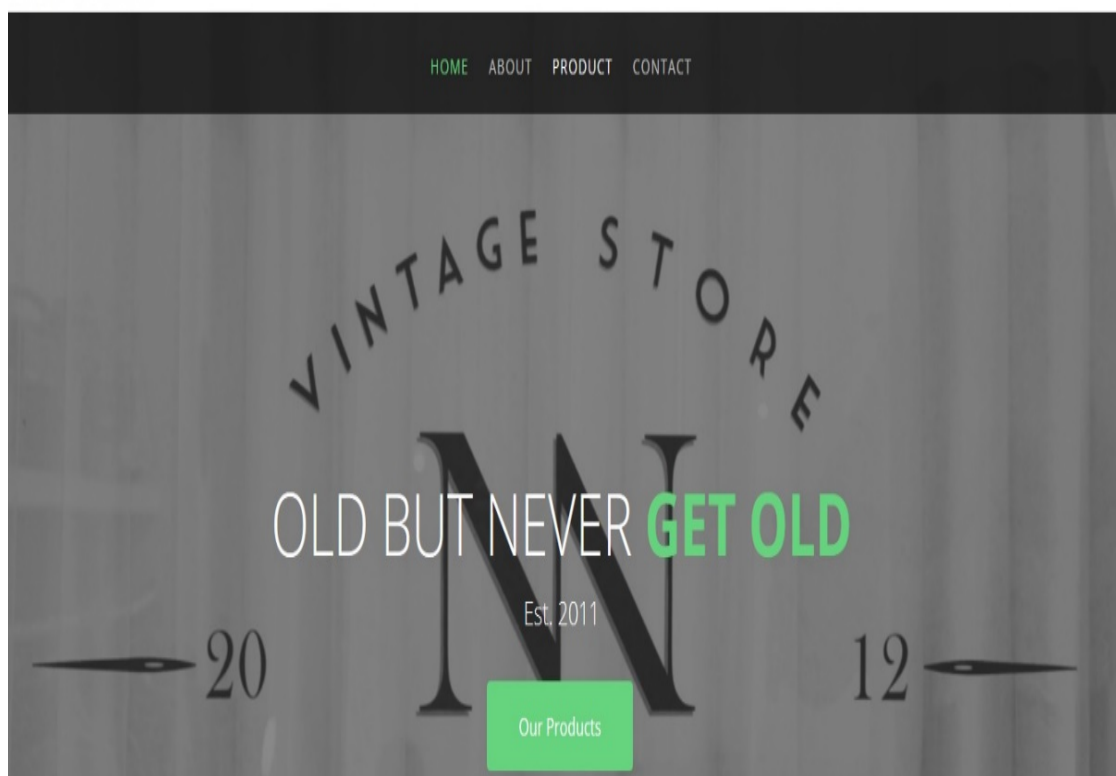 HOME ABOUT PRODUCT CONTACT
VINTAGE STORE
N
OLD BUT NEVER GET OLD
Est. 2011
20 12
Our Products